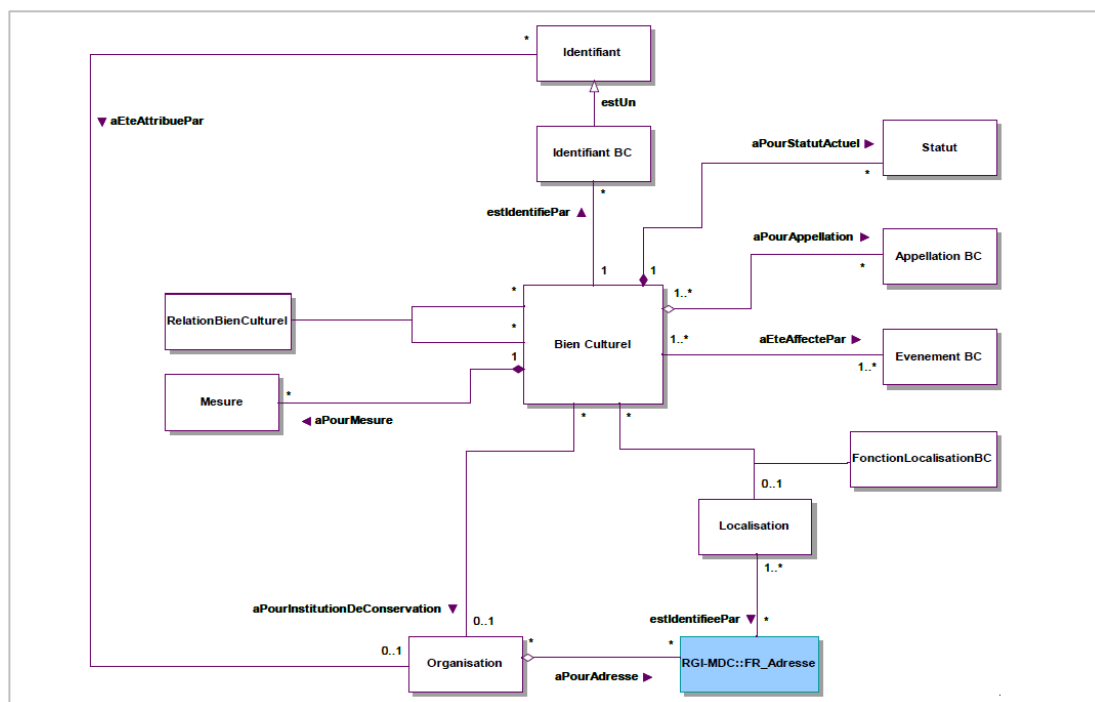 *
Identifiant
estUn
▼ aEteAttribuePar
aPourStatutActuel ►
Statut
Identifiant BC
*
*
estIdentifiePar ▲
aPourAppellation ►
Appellation BC
*
1
1
1..*
*
RelationBienCulturel
*
Bien Culturel
aEteAffectePar ►
1..*
Evenement BC
1..*
1
Mesure
*
◄ aPourMesure
*
*
FonctionLocalisationBC
0..1
Localisation
1..*
aPourInstitutionDeConservation ▼
0..1
estIdentifieePar ▼
*
0..1
Organisation
*
*
RGI-MDC::FR_Adresse
aPourAdresse ►